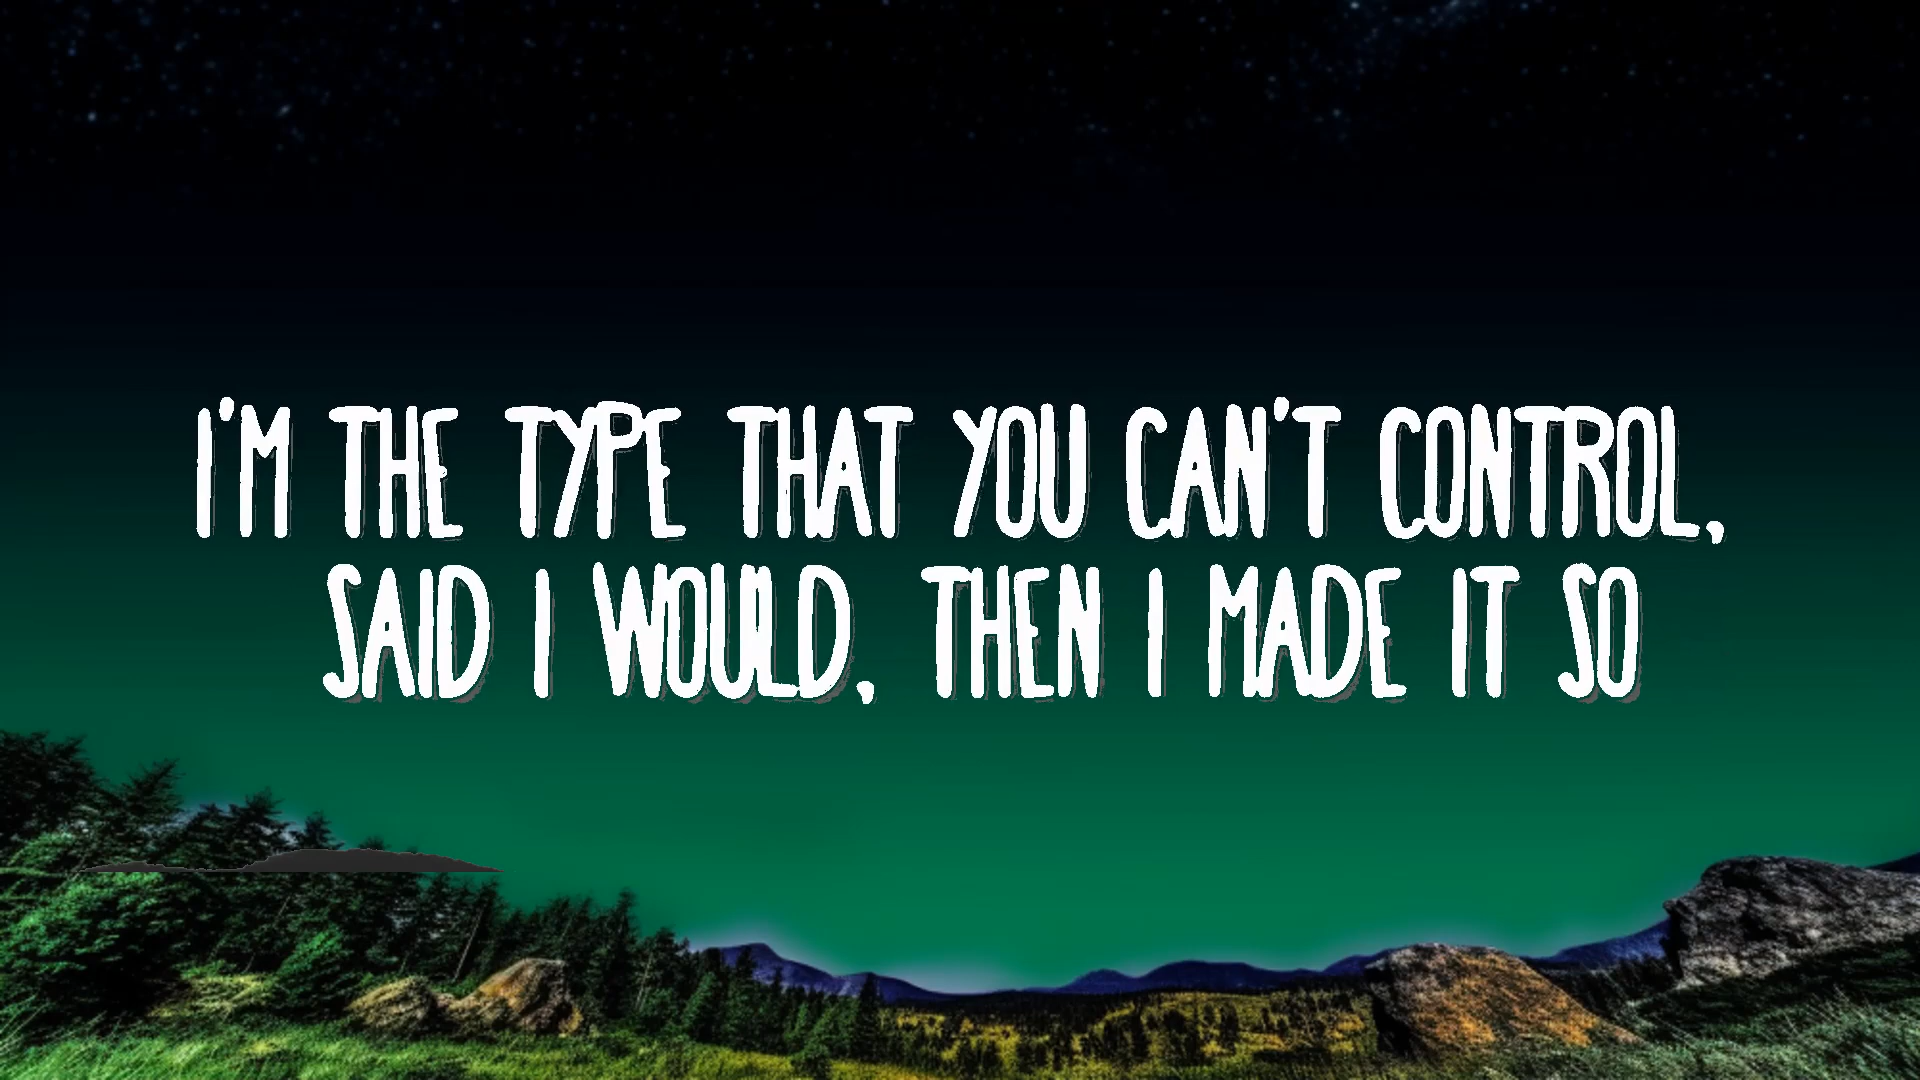 I'M THE TYPE THAT YOU CAN'T CONTROL,
SAID I WOULD, THEN I MADE IT SO